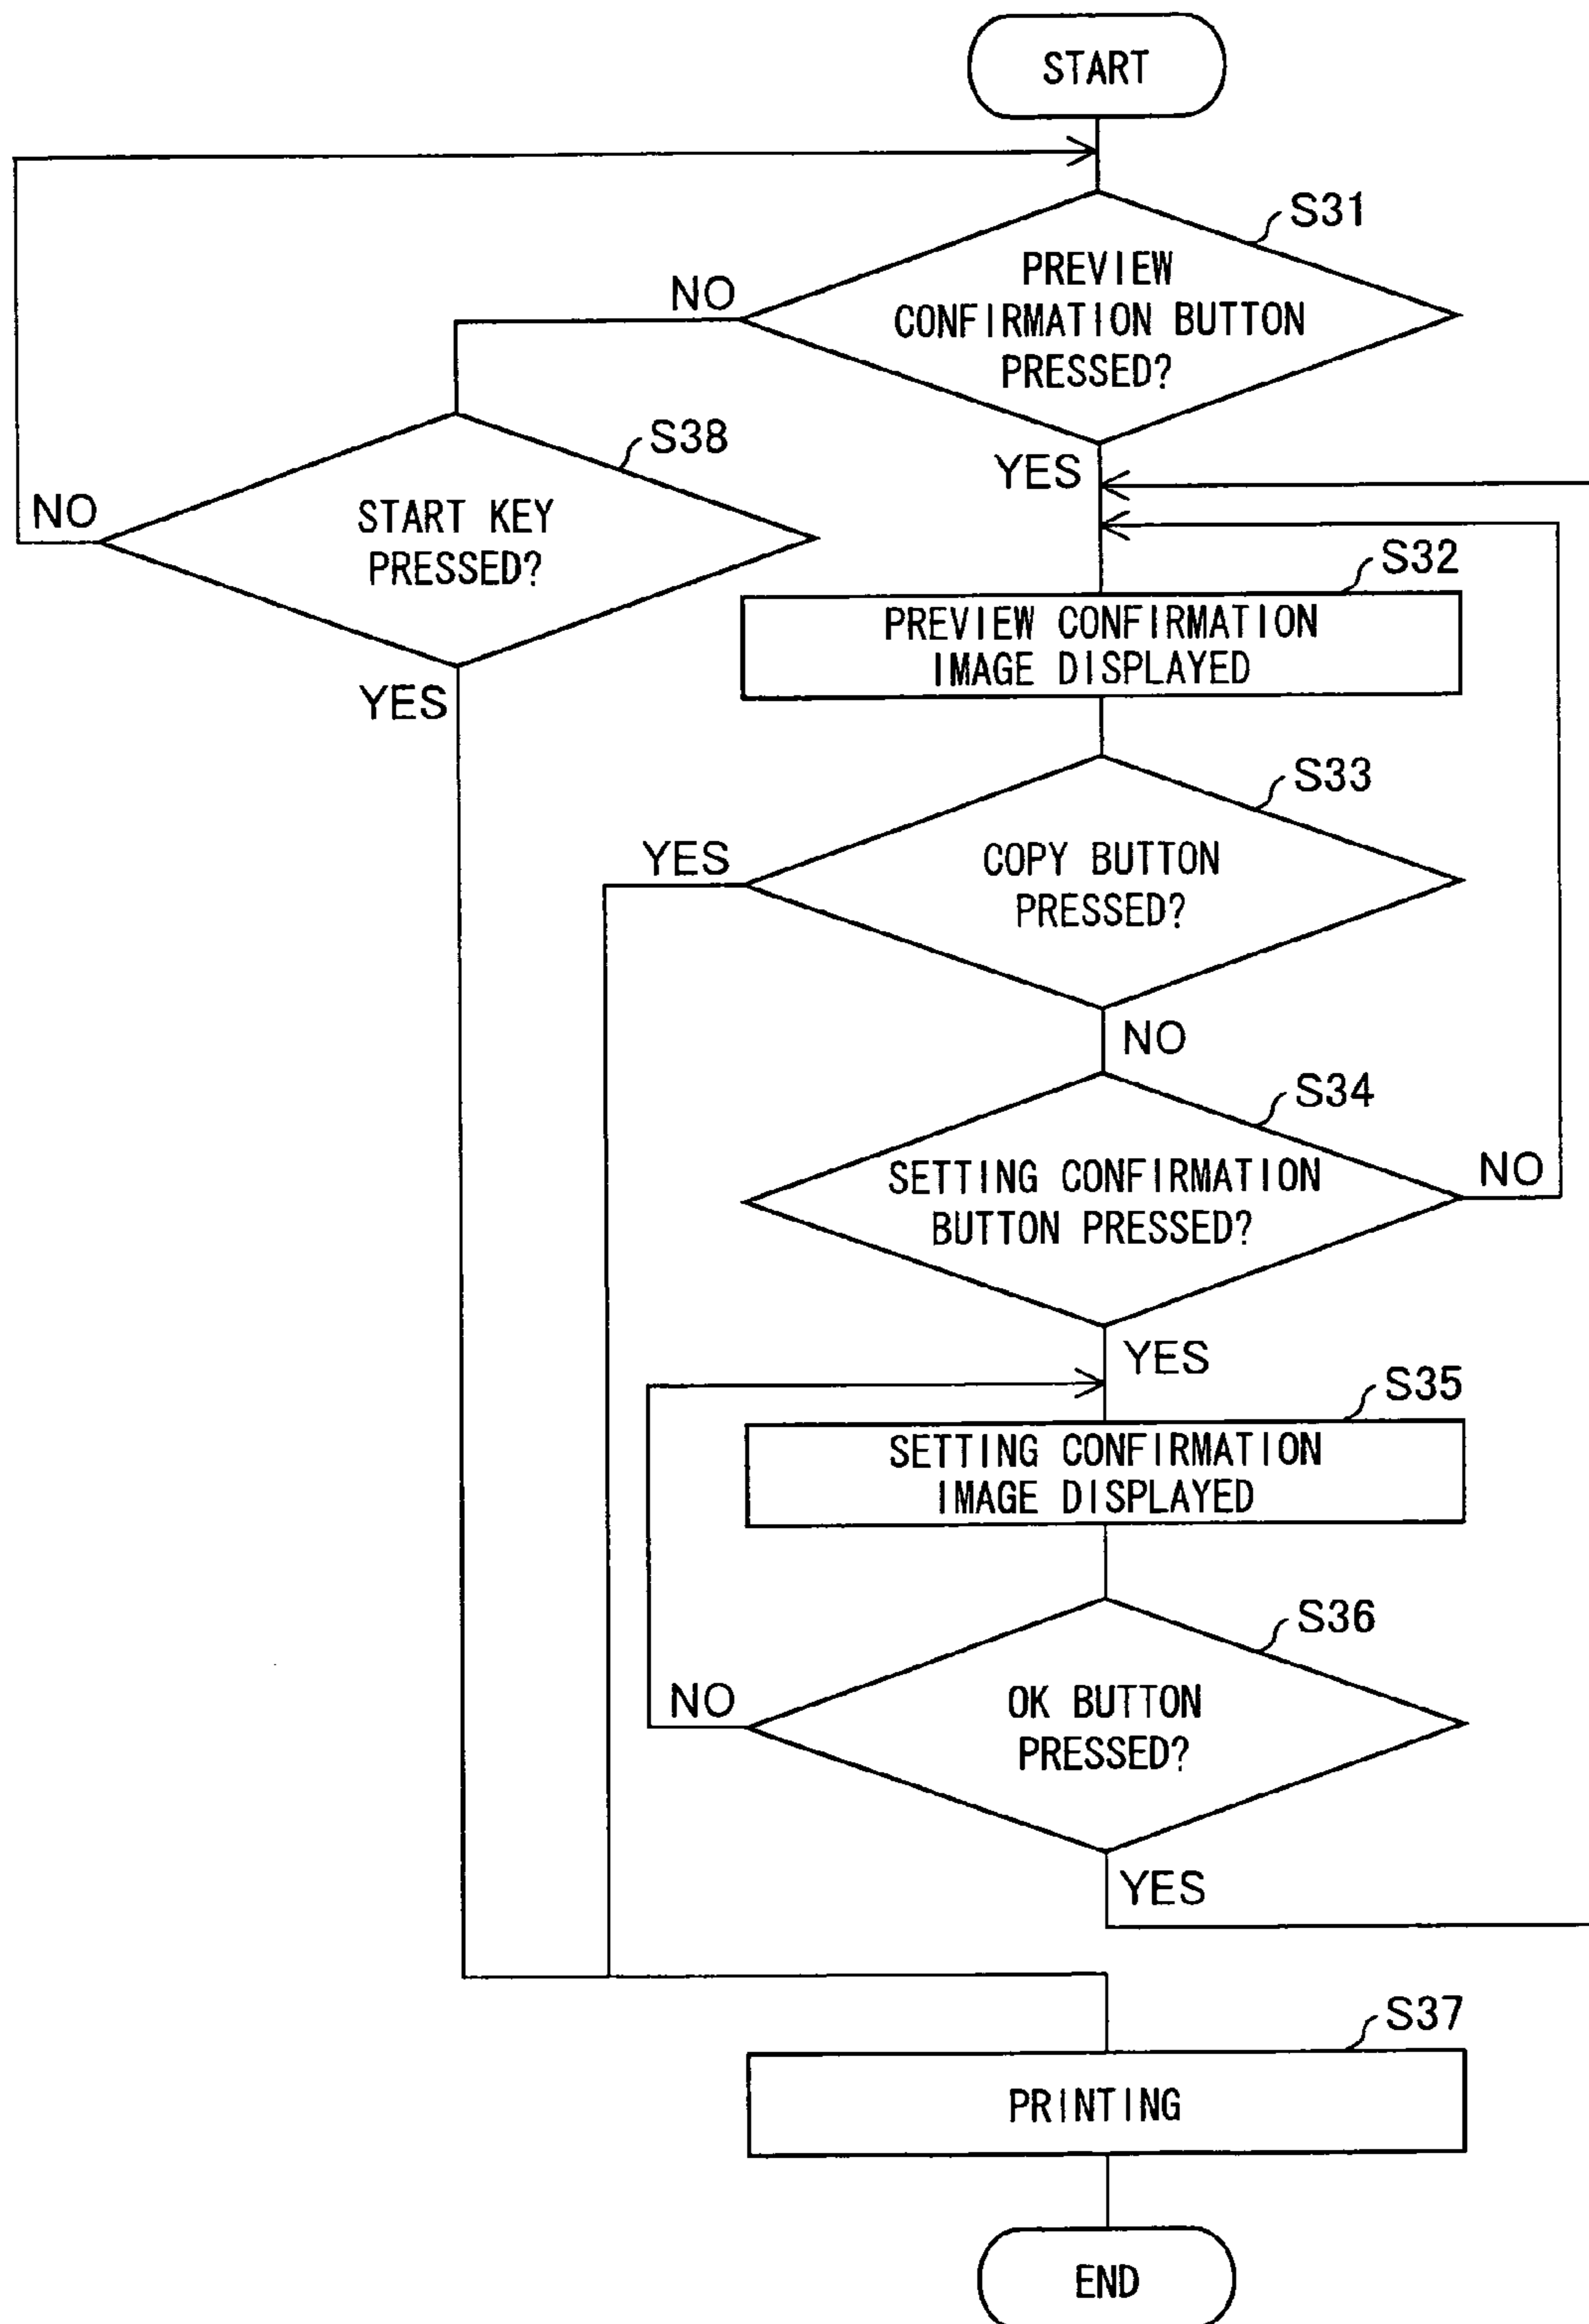 START
S31
PREVIEW
CONFIRMATION BUTTON
PRESSED?
NO
YES
S38
START KEY
PRESSED?
NO
YES
S32
PREVIEW CONFIRMATION
IMAGE DISPLAYED
S33
COPY BUTTON
PRESSED?
YES
NO
S34
SETTING CONFIRMATION
BUTTON PRESSED?
NO
YES
S35
SETTING CONFIRMATION
IMAGE DISPLAYED
S36
OK BUTTON
PRESSED?
NO
YES
S37
PRINTING
END